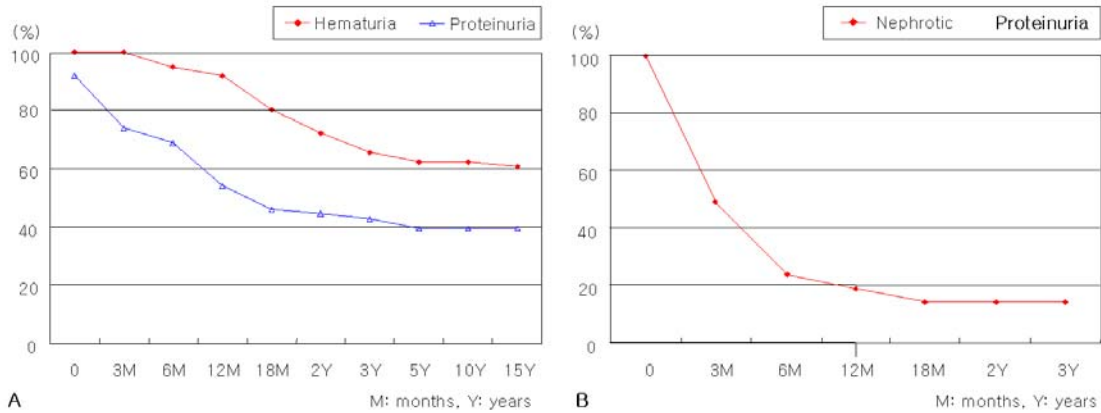 Hematuria Proteinuria
(%)
100
80
60
40
20
0
0 3M 6M 12M 18M 2Y 3Y 5Y 10Y 15Y
A M: months, Y: years
Nephrotic Proteinuria
(%)
100
80
60
40
20
0
0 3M 6M 12M 18M 2Y 3Y
B M: months, Y: years